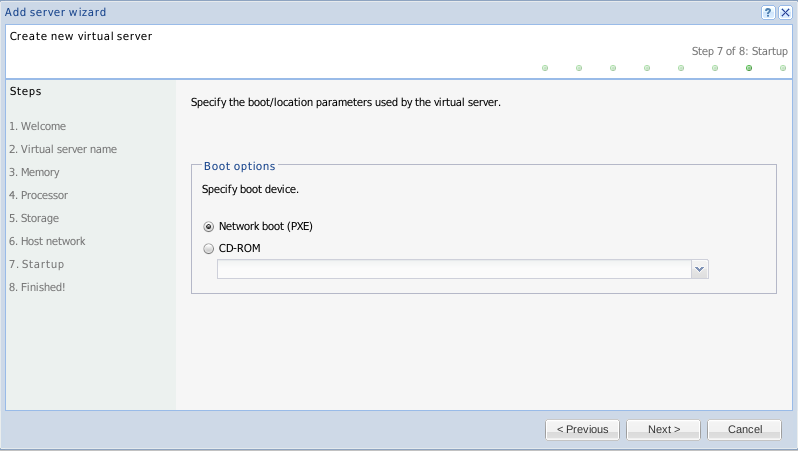 Add server wizard
?
Create new virtual server
Step 7 of 8: Startup
Steps
1. Welcome
2. Virtual server name
3. Memory
4. Processor
5. Storage
6. Host network
7. Startup
8. Finished!
Specify the boot/location parameters used by the virtual server.
Boot options
Specify boot device.
Network boot (PXE)
CD-ROM
< Previous
Next >
Cancel